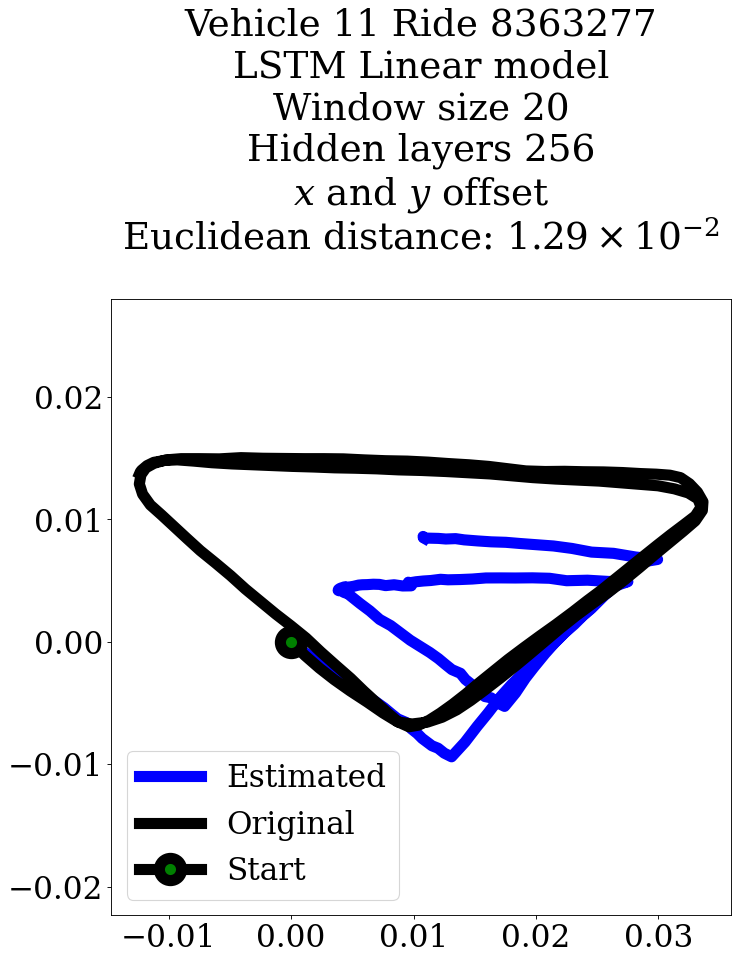 Vehicle 11 Ride 8363277
LSTM Linear model
Window size 20
Hidden layers 256
x and y offset
Euclidean distance: 1.29 × 10⁻²
0.02
0.01
0.00
−0.01
−0.02
Estimated
Original
Start
−0.01 0.00 0.01 0.02 0.03